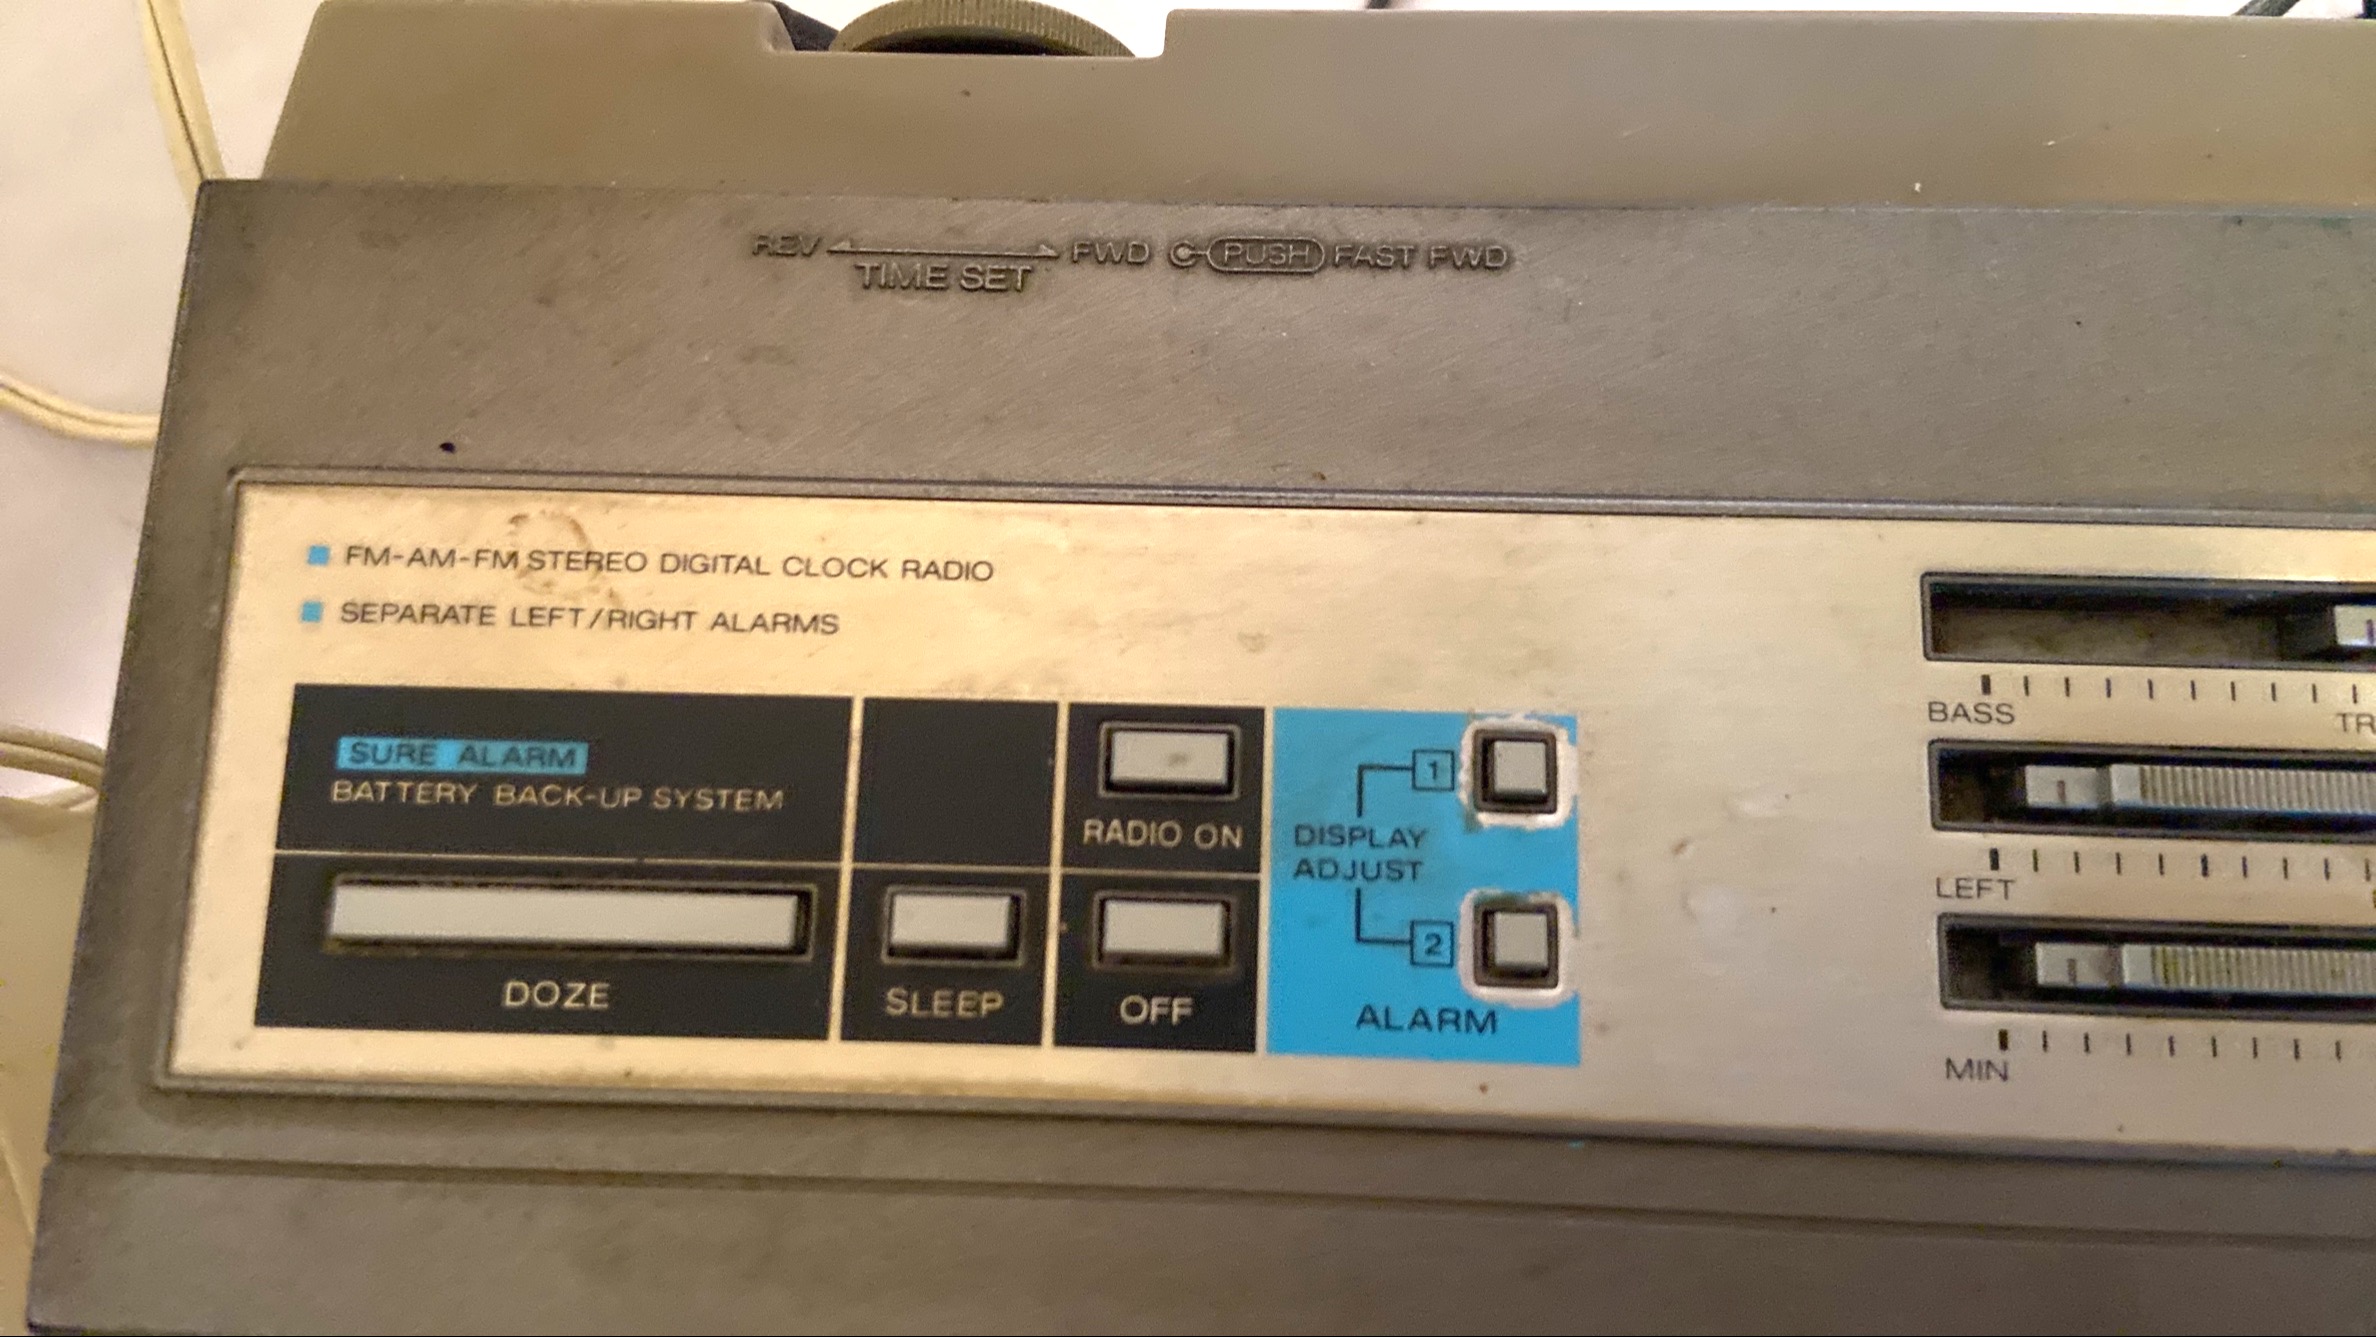 REV FWD PUSH FAST FWD
TIME SET
FM-AM-FM STEREO DIGITAL CLOCK RADIO
SEPARATE LEFT/RIGHT ALARMS
SURE ALARM
BATTERY BACK-UP SYSTEM
RADIO ON
DOZE
SLEEP
OFF
1
DISPLAY
ADJUST
2
ALARM
BASS TR
LEFT
MIN